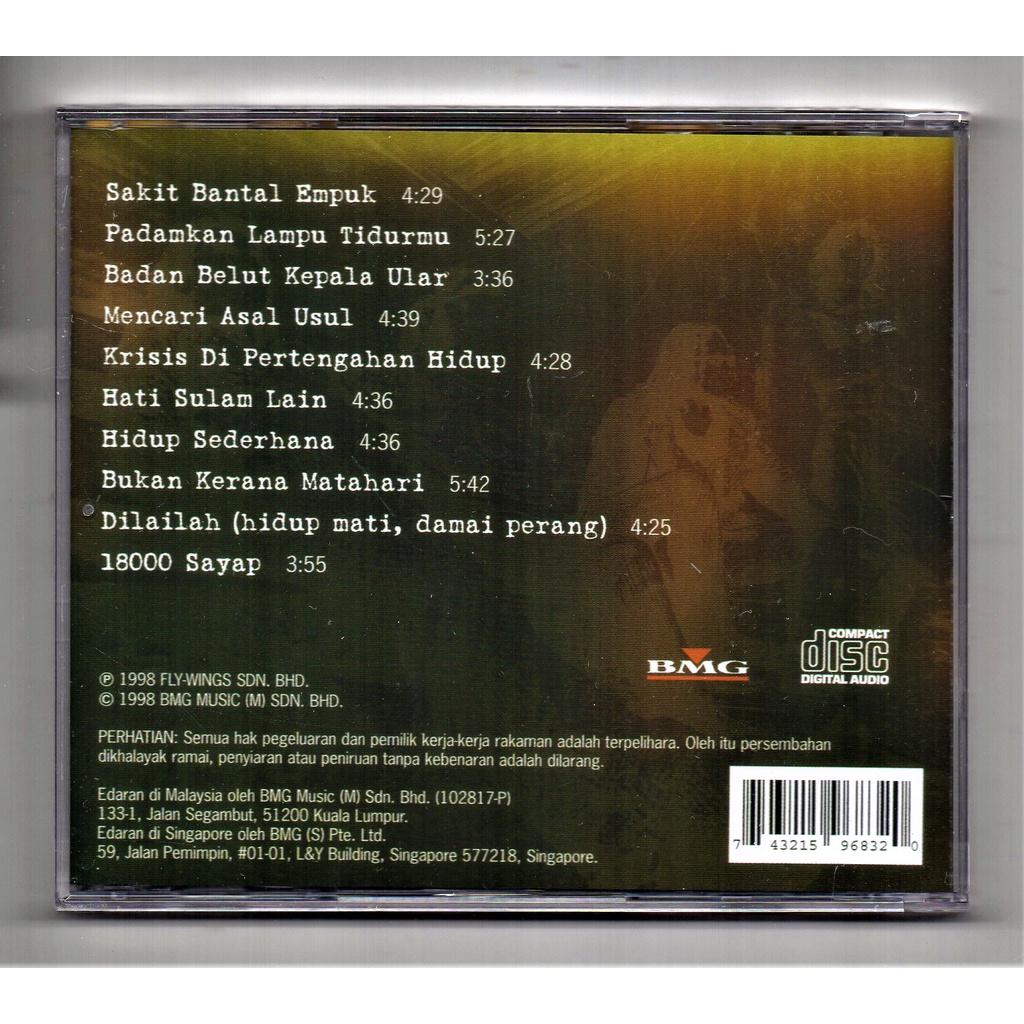 Sakit Bantal Empuk 4:29
Padamkan Lampu Tidurmu 5:27
Badan Belut Kepala Ular 3:36
Mencari Asal Usul 4:39
Krisis Di Pertengahan Hidup 4:28
Hati Sulam Lain 4:36
Hidup Sederhana 4:36
Bukan Kerana Matahari 5:42
Dilailah (hidup mati, damai perang) 4:25
18000 Sayap 3:55
BMG
COMPACT
disc
DIGITAL AUDIO
℗ 1998 FLY-WINGS SDN. BHD.
© 1998 BMG MUSIC (M) SDN. BHD.
PERHATIAN: Semua hak pegeluaran dan pemilik kerja-kerja rakaman adalah terpelihara. Oleh itu persembahan
dikhalayak ramai, penyiaran atau peniruan tanpa kebenaran adalah dilarang.
Edaran di Malaysia oleh BMG Music (M) Sdn. Bhd. (102817-P)
133-1, Jalan Segambut, 51200 Kuala Lumpur.
Edaran di Singapore oleh BMG (S) Pte. Ltd.
59, Jalan Pemimpin, #01-01, L&Y Building, Singapore 577218, Singapore.
7 43215 96832 0